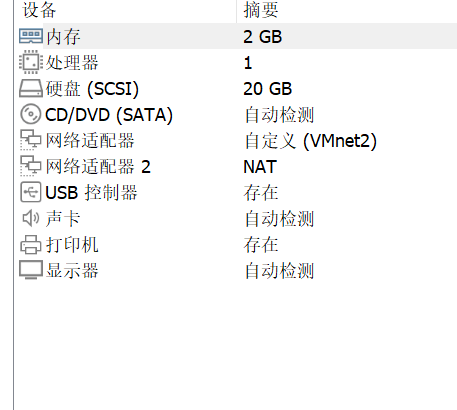 设备 摘要
内存 2 GB
处理器 1
硬盘 (SCSI) 20 GB
CD/DVD (SATA) 自动检测
网络适配器 自定义 (VMnet2)
网络适配器 2 NAT
USB 控制器 存在
声卡 自动检测
打印机 存在
显示器 自动检测